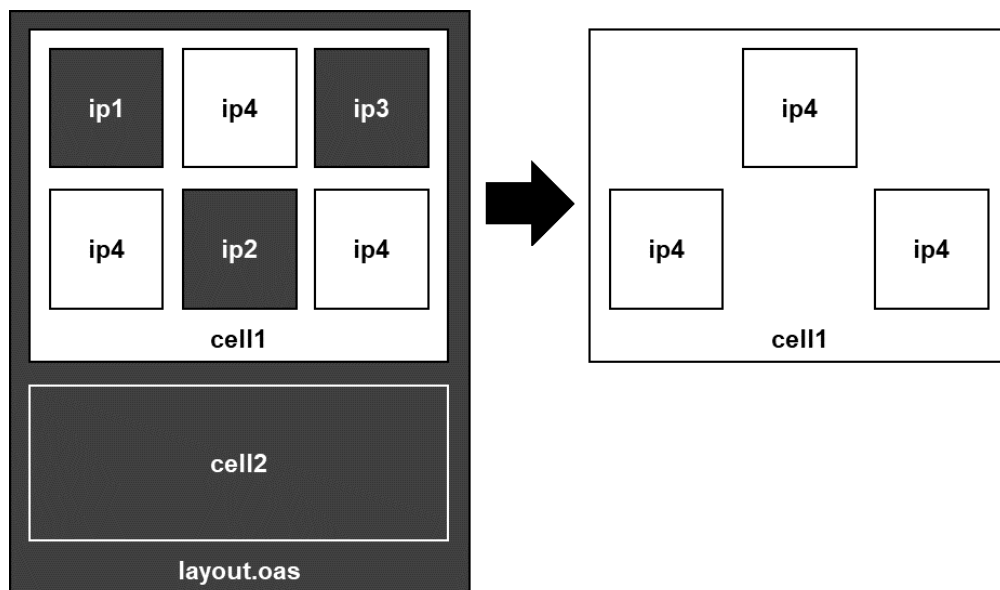 ip1 ip4 ip3
ip4 ip2 ip4
cell1
cell2
layout.oas
ip4
ip4 ip4
cell1